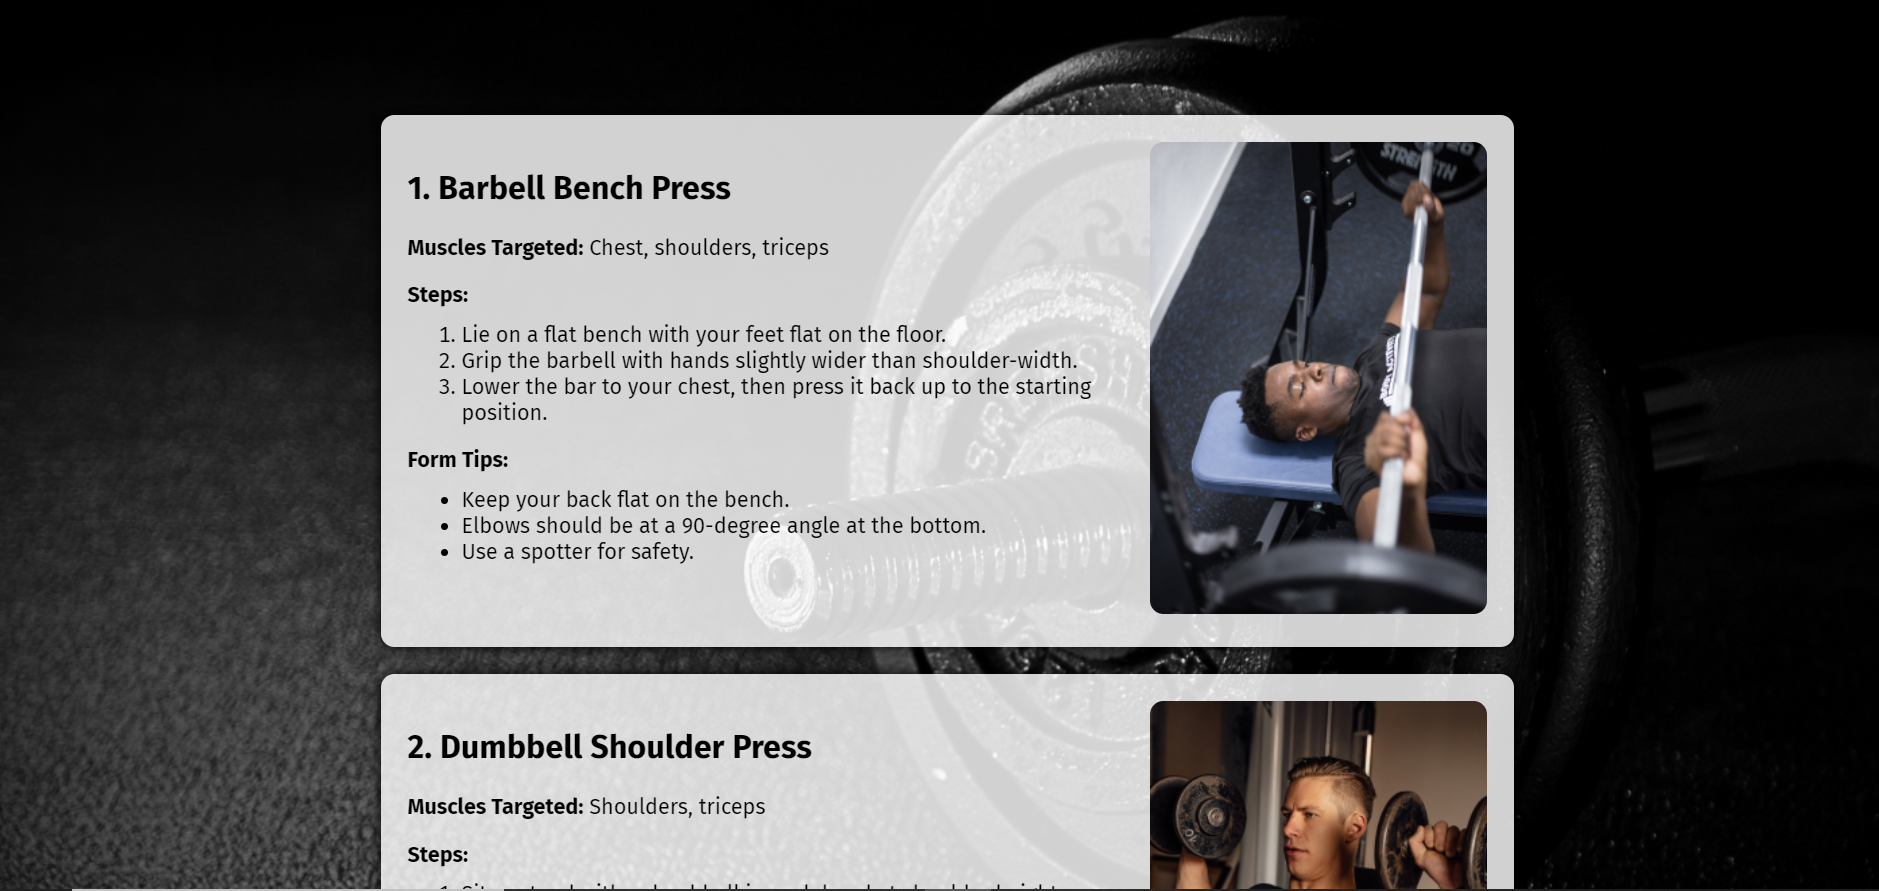 1. Barbell Bench Press
Muscles Targeted: Chest, shoulders, triceps
Steps:
1. Lie on a flat bench with your feet flat on the floor.
2. Grip the barbell with hands slightly wider than shoulder-width.
3. Lower the bar to your chest, then press it back up to the starting
position.
Form Tips:
• Keep your back flat on the bench.
• Elbows should be at a 90-degree angle at the bottom.
• Use a spotter for safety.
STRENGTH
2. Dumbbell Shoulder Press
Muscles Targeted: Shoulders, triceps
Steps: